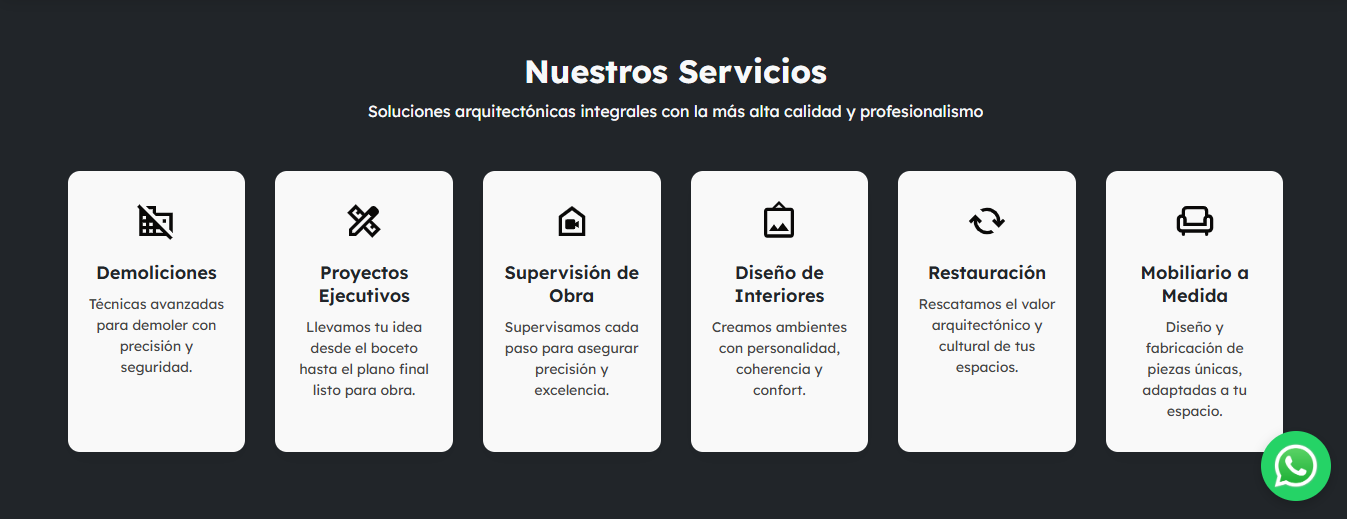 Nuestros Servicios
Soluciones arquitectónicas integrales con la más alta calidad y profesionalismo
Demoliciones
Técnicas avanzadas
para demoler con
precisión y
seguridad.
Proyectos
Ejecutivos
Llevamos tu idea
desde el boceto
hasta el plano final
listo para obra.
Supervisión de
Obra
Supervisamos cada
paso para asegurar
precisión y
excelencia.
Diseño de
Interiores
Creamos ambientes
con personalidad,
coherencia y
confort.
Restauración
Rescatamos el valor
arquitectónico y
cultural de tus
espacios.
Mobiliario a
Medida
Diseño y
fabricación de
piezas únicas,
adaptadas a tu
espacio.